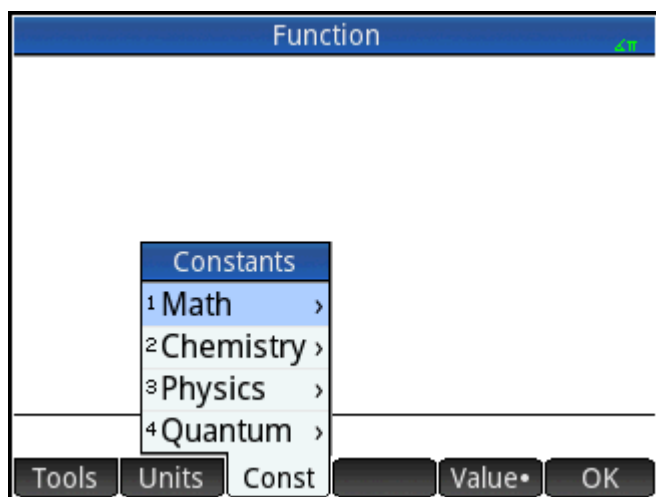 Function
∡π
Constants
1 Math ›
2 Chemistry ›
3 Physics ›
4 Quantum ›
Tools Units Const Value• OK